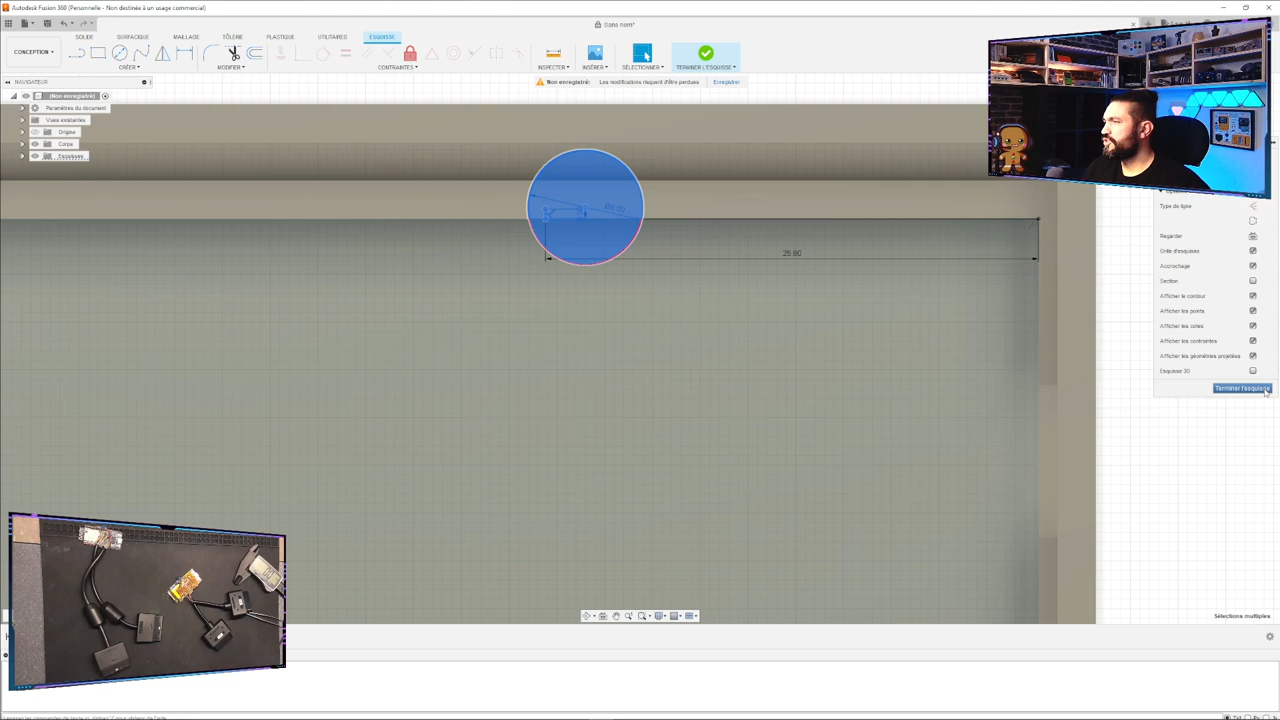 Autodesk Fusion 360 (Personnelle - Non destinée à un usage commercial)
Sans nom*
SOLIDE SURFACIQUE MAILLAGE TÔLERIE PLASTIQUE UTILITAIRES ESQUISSE
CONCEPTION
CRÉER MODIFIER CONTRAINTES INSPECTER INSÉRER SÉLECTIONNER TERMINER L'ESQUISSE
NAVIGATEUR
Non enregistré: Les modifications risquent d'être perdues Enregistrer
(Non enregistré)
Paramètres du document
Vues existantes
Origine
Corps
Esquisses
25.80
Type de ligne
Regarder
Grille d'esquisse
Accrochage
Section
Afficher le contour
Afficher les points
Afficher les cotes
Afficher les contraintes
Afficher les géométries projetées
Esquisse 3D
Terminer l'esquisse
Sélections multiples
Txt